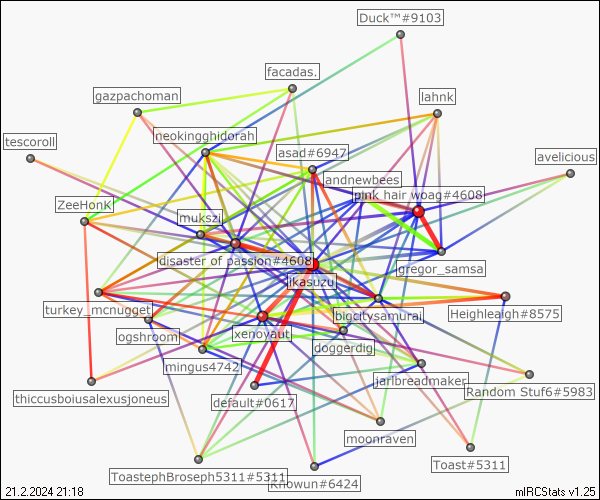 Duck™#9103
facadas.
gazpachoman
lahnk
neokingghidorah
tescoroll
asad#6947
avelicious
andnewbees
pink hair woag#4608
ZeeHonK
mukszi
disaster of passion#4608
gregor_samsa
ikasuzu
turkey_mcnugget
bigcitysamurai
Heighleaigh#8575
ogshroom
xenoyaut
doggerdig
mingus4742
jarlbreadmaker
thiccusboiusalexusjoneus
default#0617
Random Stuf6#5983
moonraven
ToastephBroseph5311#5311
Knowun#6424
Toast#5311
21.2.2024 21:18
mIRCStats v1.25